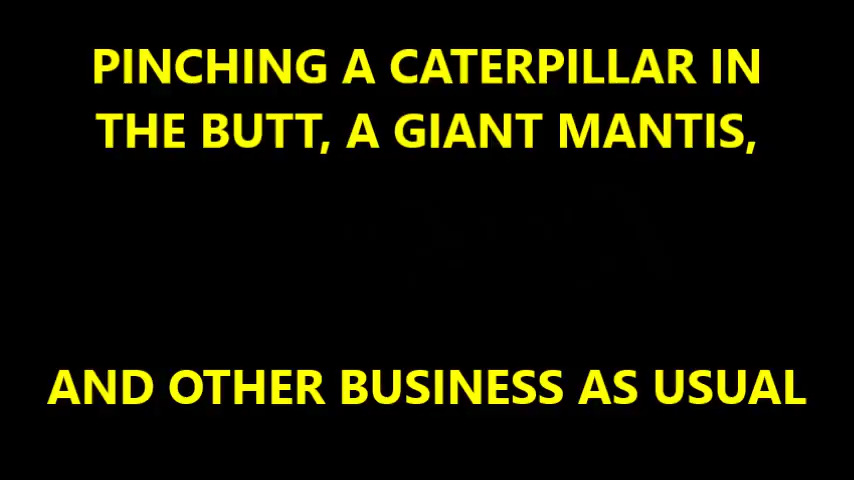 PINCHING A CATERPILLAR IN
THE BUTT, A GIANT MANTIS,
AND OTHER BUSINESS AS USUAL